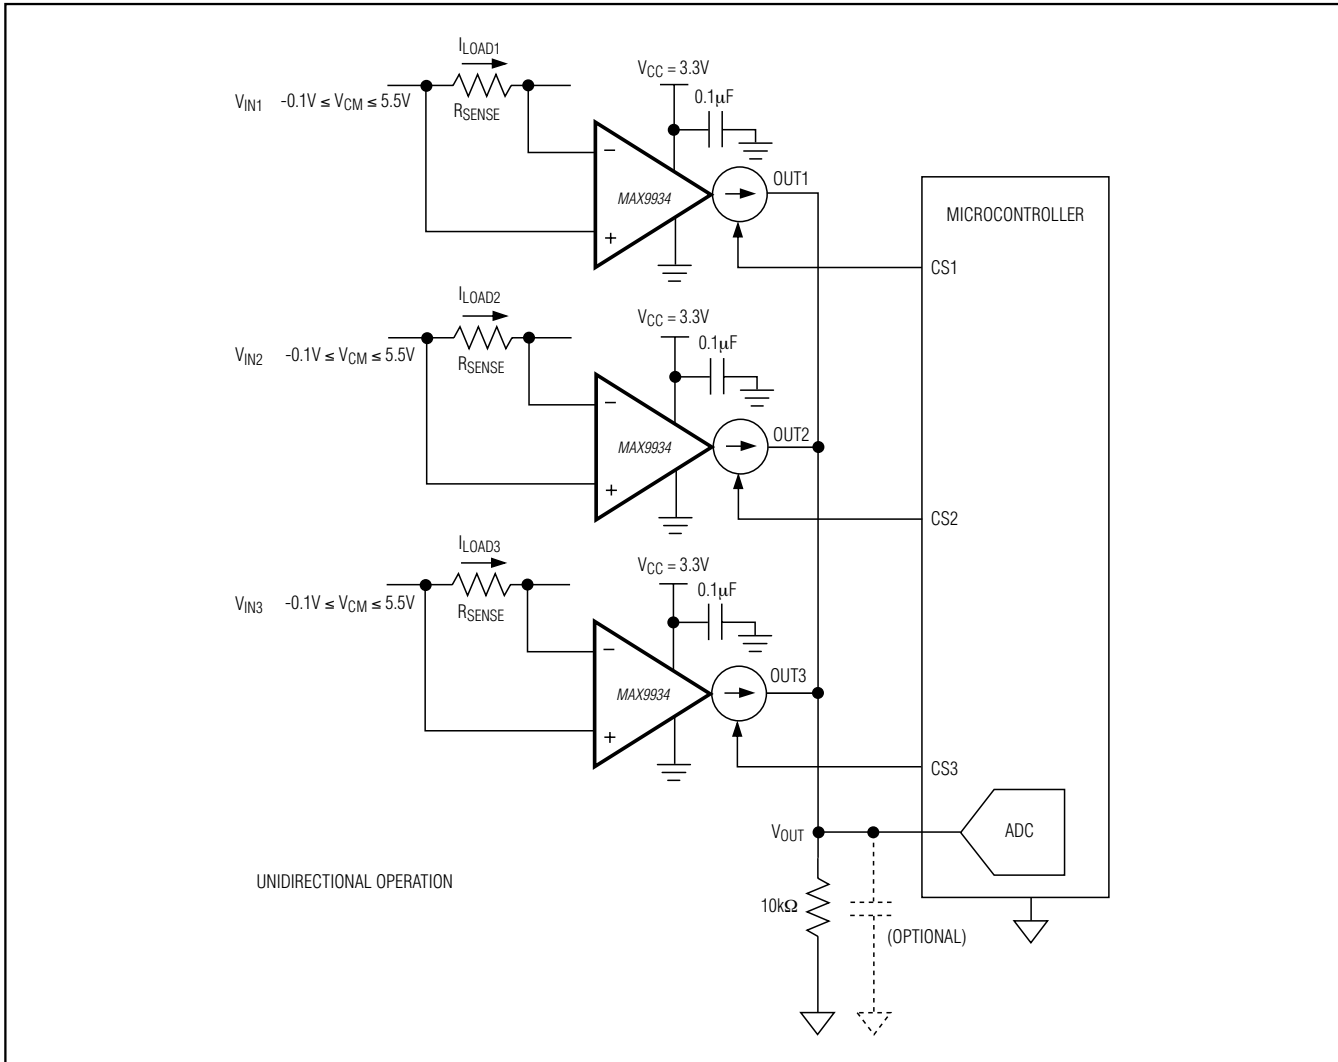 ILOAD1
VCC = 3.3V
0.1µF
VIN1 -0.1V ≤ VCM ≤ 5.5V
RSENSE
−
MAX9934
+
OUT1
MICROCONTROLLER
CS1
ILOAD2
VCC = 3.3V
0.1µF
VIN2 -0.1V ≤ VCM ≤ 5.5V
RSENSE
−
MAX9934
+
OUT2
CS2
ILOAD3
VCC = 3.3V
0.1µF
VIN3 -0.1V ≤ VCM ≤ 5.5V
RSENSE
−
MAX9934
+
OUT3
CS3
VOUT
ADC
UNIDIRECTIONAL OPERATION
10kΩ
(OPTIONAL)